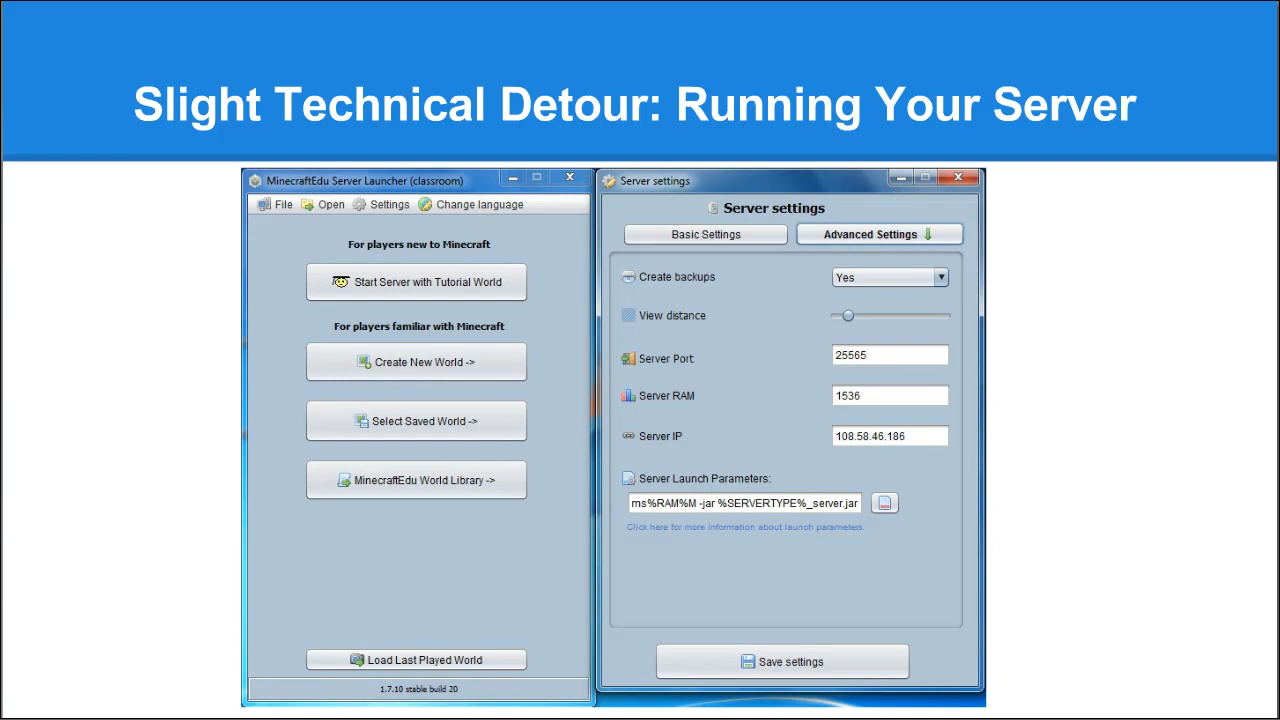 Slight Technical Detour: Running Your Server
MinecraftEdu Server Launcher (classroom)
File Open Settings Change language
For players new to Minecraft
Start Server with Tutorial World
For players familiar with Minecraft
Create New World ->
Select Saved World ->
MinecraftEdu World Library ->
Load Last Played World
1.7.10 stable build 20
Server settings
Server settings
Basic Settings Advanced Settings
Create backups Yes
View distance
Server Port 25565
Server RAM 1536
Server IP 108.58.46.186
Server Launch Parameters:
ms%RAM%M -jar %SERVERTYPE%_server.jar
Click here for more information about launch parameters.
Save settings